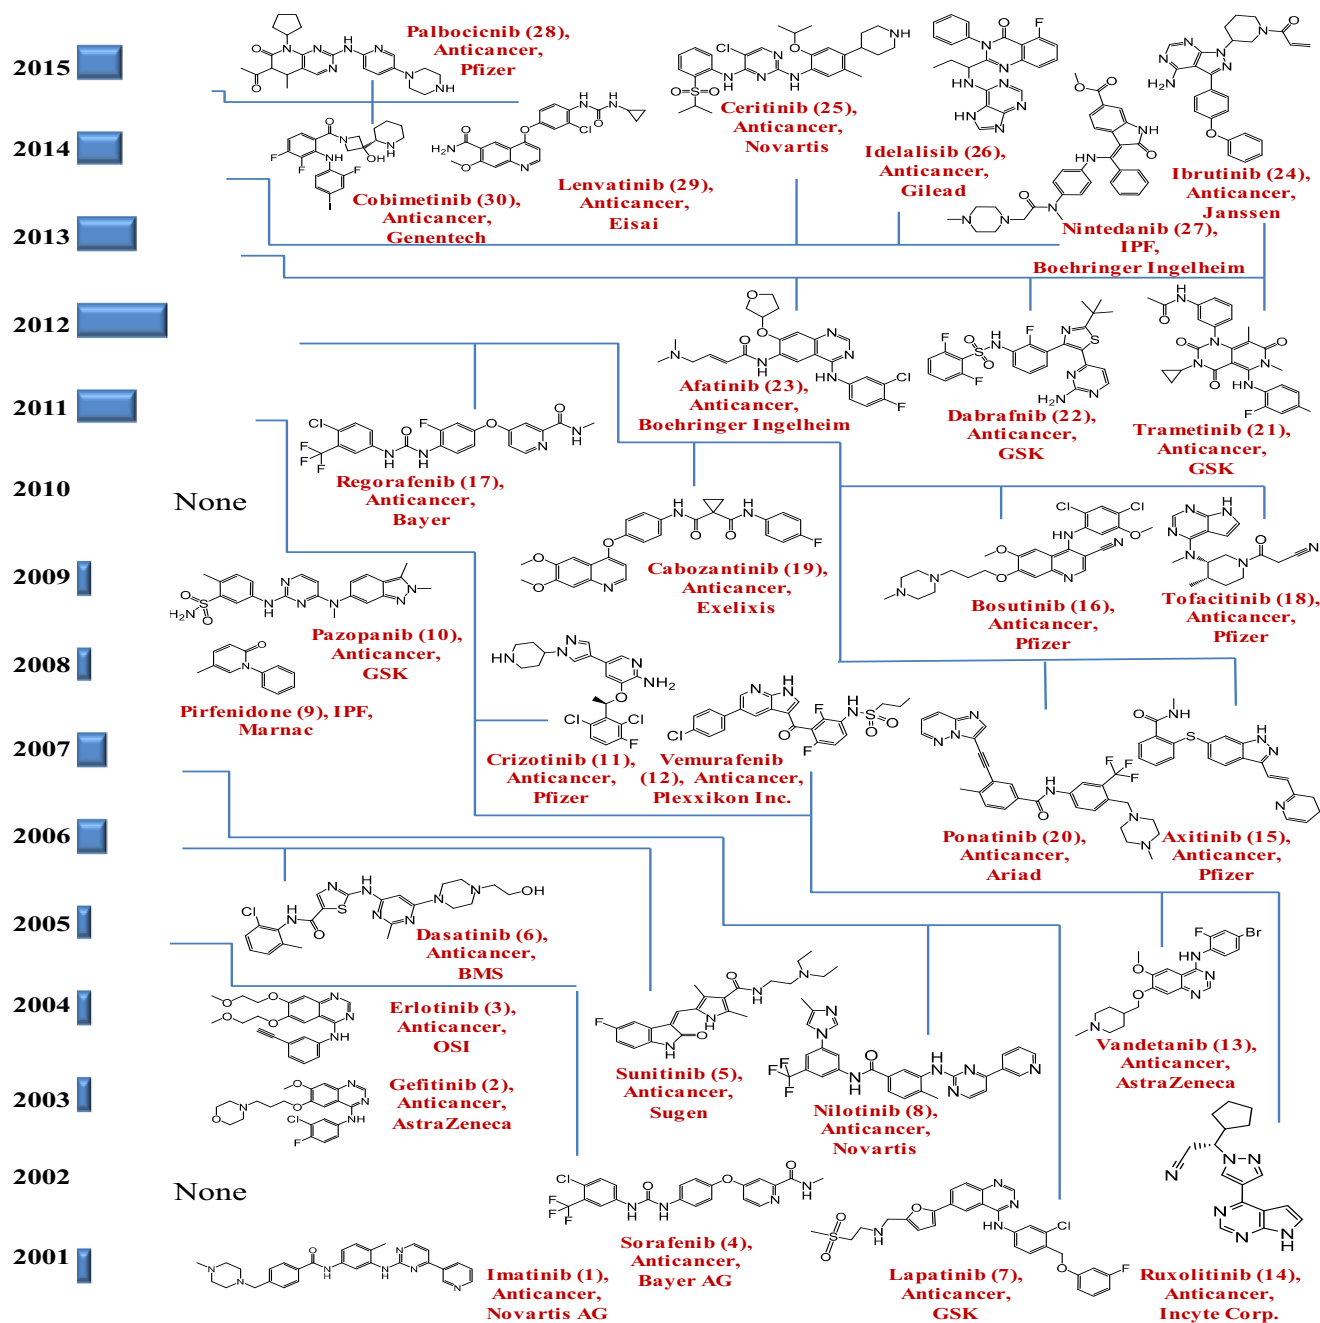 2015
Palbocicnib (28),
Anticancer,
Pfizer
Ceritinib (25),
Anticancer,
Novartis
Idelalisib (26),
Anticancer,
Gilead
Ibrutinib (24),
Anticancer,
Janssen
2014
Cobimetinib (30),
Anticancer,
Genentech
Lenvatinib (29),
Anticancer,
Eisai
Nintedanib (27),
IPF,
Boehringer Ingelheim
2013
2012
Afatinib (23),
Anticancer,
Boehringer Ingelheim
Dabrafnib (22),
Anticancer,
GSK
Trametinib (21),
Anticancer,
GSK
2011
Regorafenib (17),
Anticancer,
Bayer
2010
None
Cabozantinib (19),
Anticancer,
Exelixis
Bosutinib (16),
Anticancer,
Pfizer
Tofacitinib (18),
Anticancer,
Pfizer
2009
Pazopanib (10),
Anticancer,
GSK
2008
Pirfenidone (9), IPF,
Marnac
2007
Crizotinib (11),
Anticancer,
Pfizer
Vemurafenib
(12), Anticancer,
Plexxikon Inc.
Ponatinib (20),
Anticancer,
Ariad
Axitinib (15),
Anticancer,
Pfizer
2006
2005
Dasatinib (6),
Anticancer,
BMS
2004
Erlotinib (3),
Anticancer,
OSI
Sunitinib (5),
Anticancer,
Sugen
Nilotinib (8),
Anticancer,
Novartis
Vandetanib (13),
Anticancer,
AstraZeneca
2003
Gefitinib (2),
Anticancer,
AstraZeneca
2002
None
2001
Imatinib (1),
Anticancer,
Novartis AG
Sorafenib (4),
Anticancer,
Bayer AG
Lapatinib (7),
Anticancer,
GSK
Ruxolitinib (14),
Anticancer,
Incyte Corp.